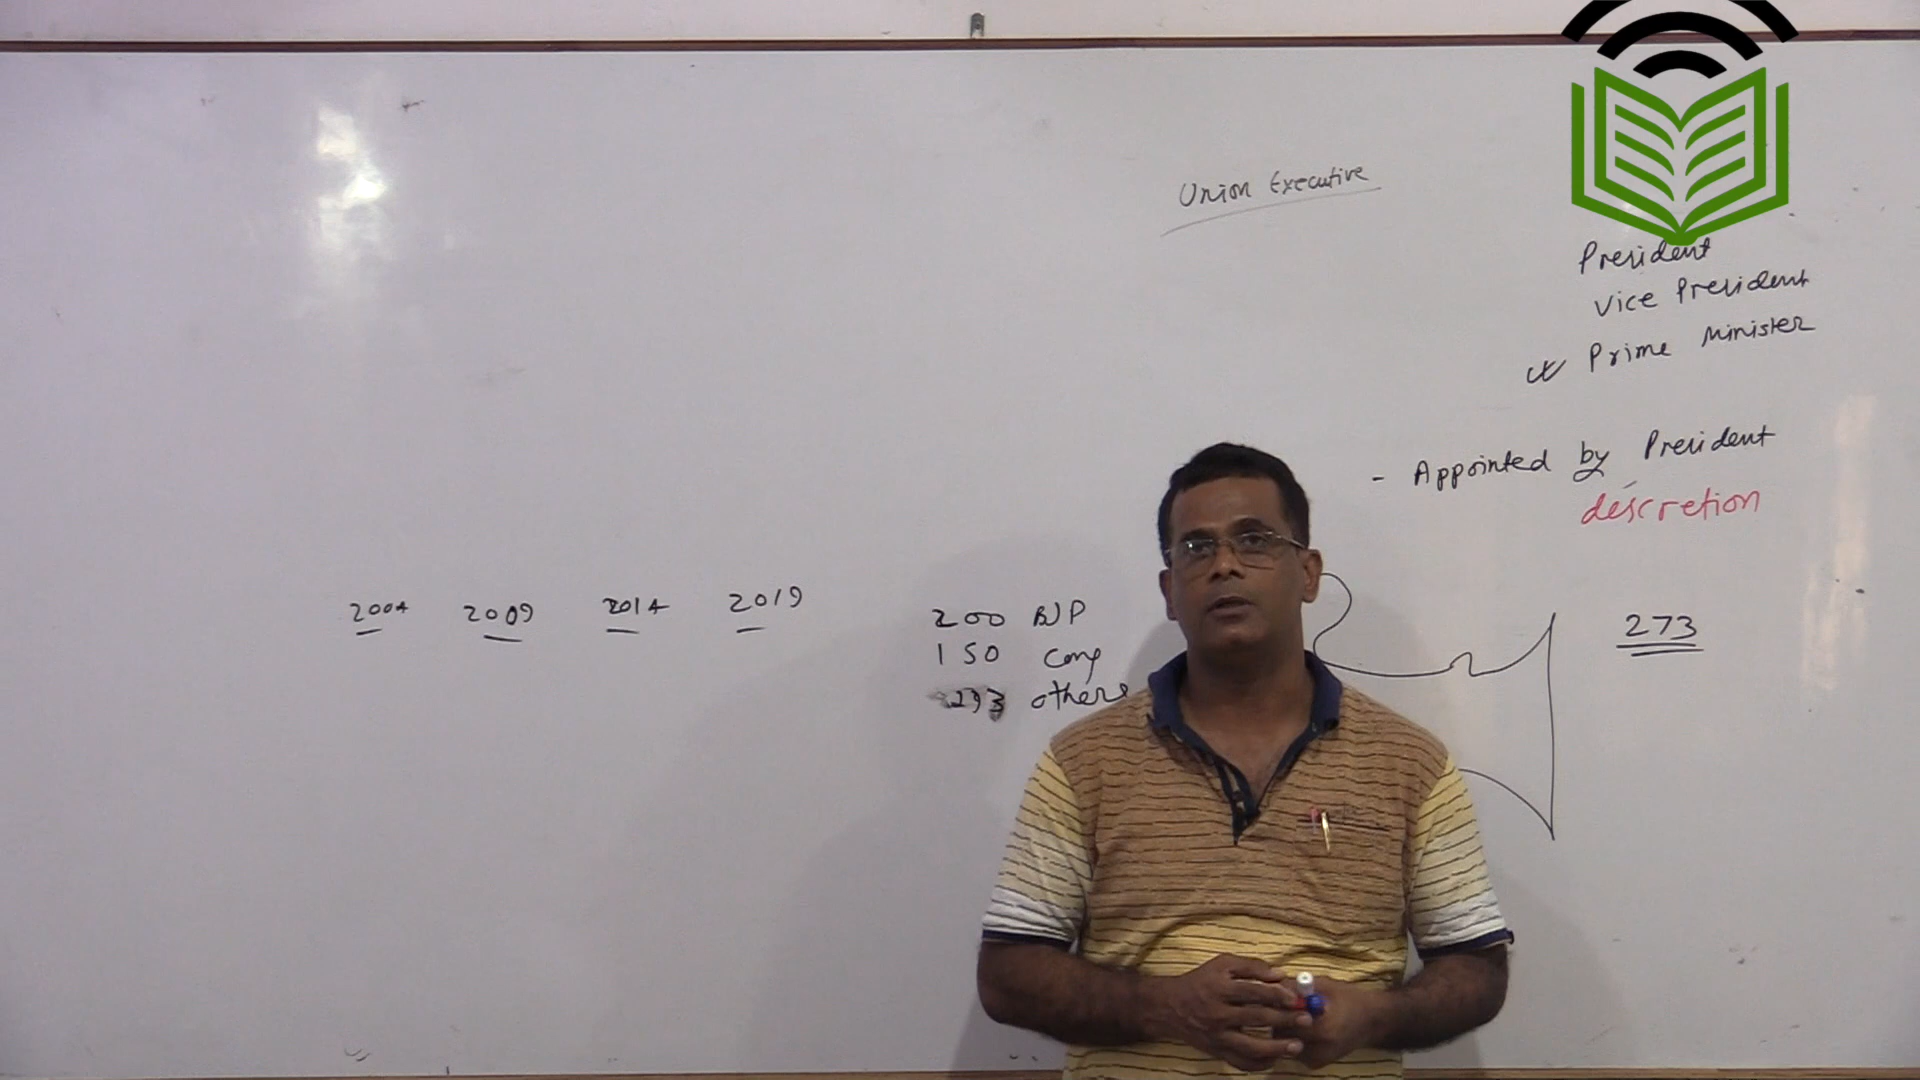 Union Executive
President
Vice President
Prime Minister
- Appointed by President
descretion
2004 2009 2014 2019
200 BJP
150 Cong
others
273